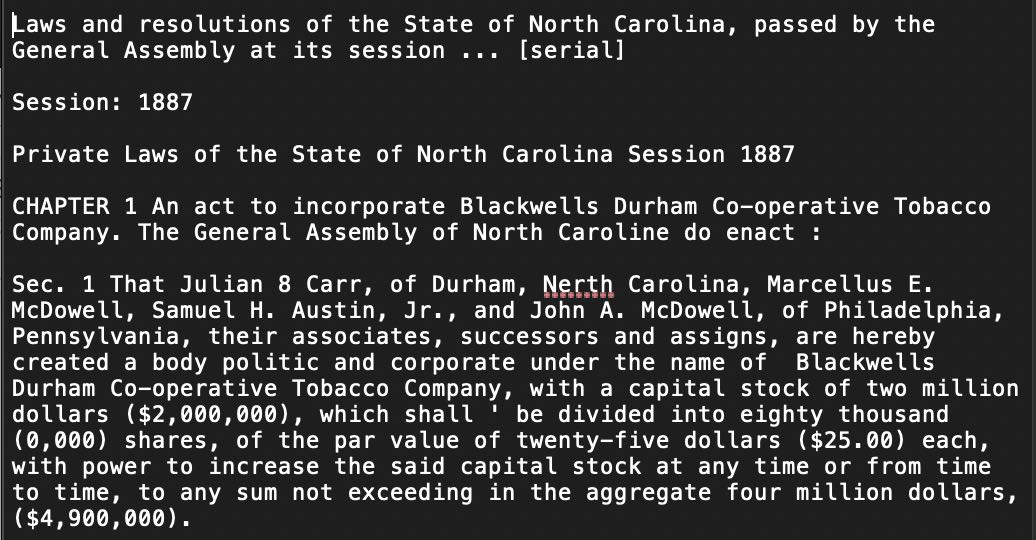 Laws and resolutions of the State of North Carolina, passed by the
General Assembly at its session ... [serial]
Session: 1887
Private Laws of the State of North Carolina Session 1887
CHAPTER 1 An act to incorporate Blackwells Durham Co-operative Tobacco
Company. The General Assembly of North Caroline do enact :
Sec. 1 That Julian 8 Carr, of Durham, Nerth Carolina, Marcellus E.
McDowell, Samuel H. Austin, Jr., and John A. McDowell, of Philadelphia,
Pennsylvania, their associates, successors and assigns, are hereby
created a body politic and corporate under the name of  Blackwells
Durham Co-operative Tobacco Company, with a capital stock of two million
dollars ($2,000,000), which shall ' be divided into eighty thousand
(0,000) shares, of the par value of twenty-five dollars ($25.00) each,
with power to increase the said capital stock at any time or from time
to time, to any sum not exceeding in the aggregate four million dollars,
($4,900,000).